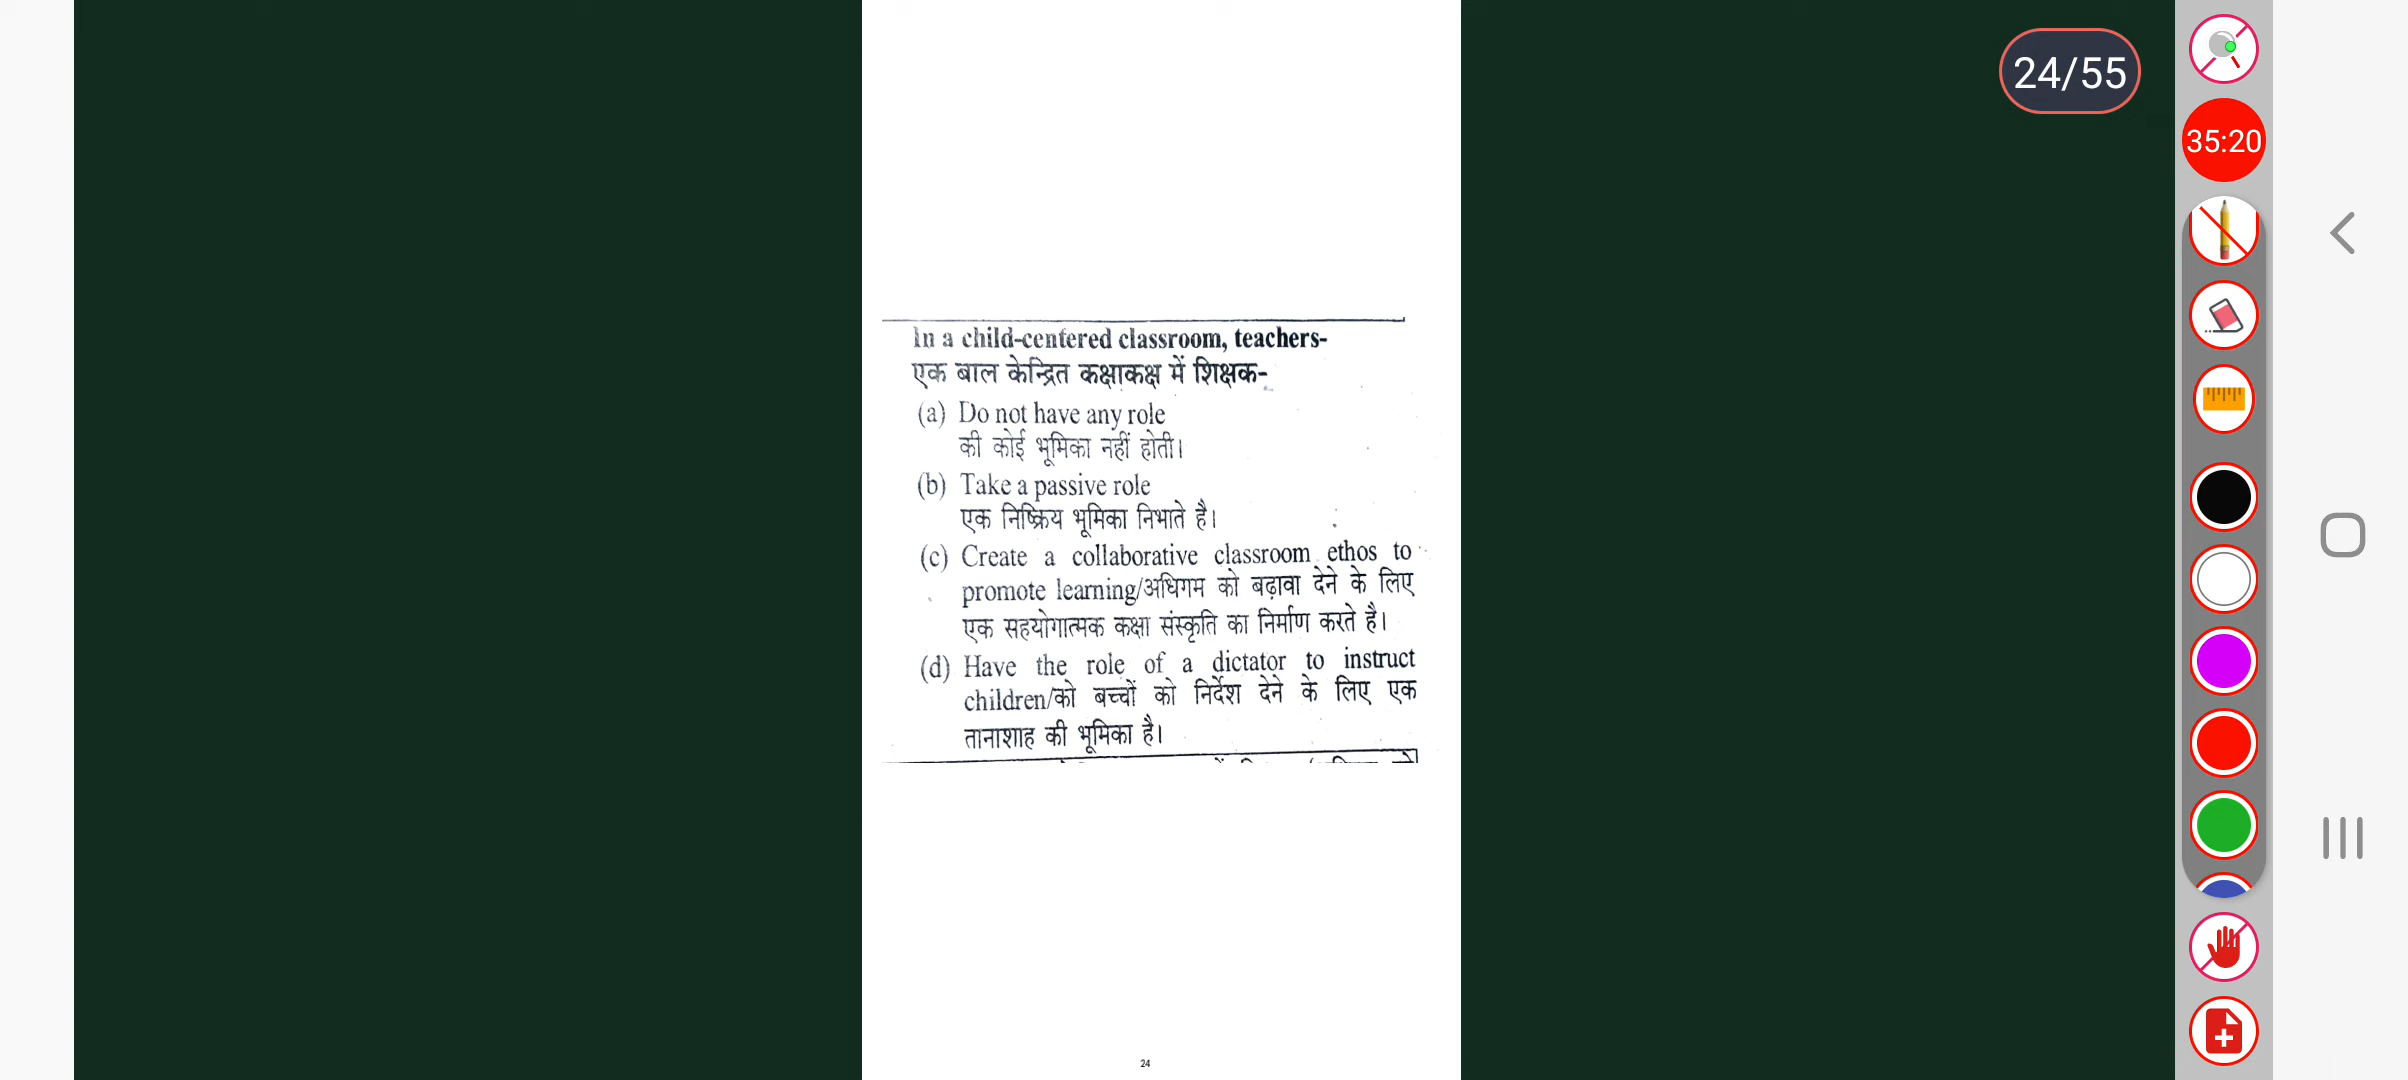 24/55
35:20
In a child-centered classroom, teachers-
एक बाल केन्द्रित कक्षाकक्ष में शिक्षक-
(a) Do not have any role
की कोई भूमिका नहीं होती।
(b) Take a passive role
एक निष्क्रिय भूमिका निभाते है।
(c) Create a collaborative classroom ethos to
promote learning/अधिगम को बढ़ावा देने के लिए
एक सहयोगात्मक कक्षा संस्कृति का निर्माण करते है।
(d) Have the role of a dictator to instruct
children/को बच्चों को निर्देश देने के लिए एक
तानाशाह की भूमिका है।
24